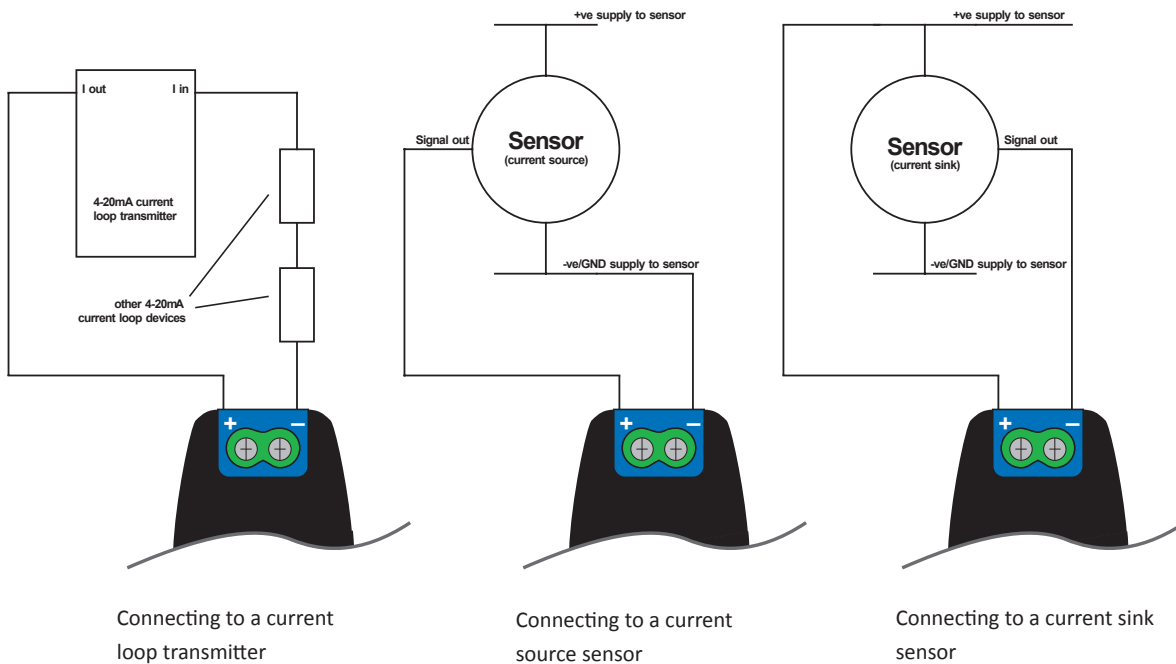 I out
I in
4-20mA current
loop transmitter
other 4-20mA
current loop devices
+
−
Connecting to a current
loop transmitter
+ve supply to sensor
Signal out
Sensor
(current source)
-ve/GND supply to sensor
+
−
Connecting to a current
source sensor
+ve supply to sensor
Sensor
(current sink)
Signal out
-ve/GND supply to sensor
+
−
Connecting to a current sink
sensor